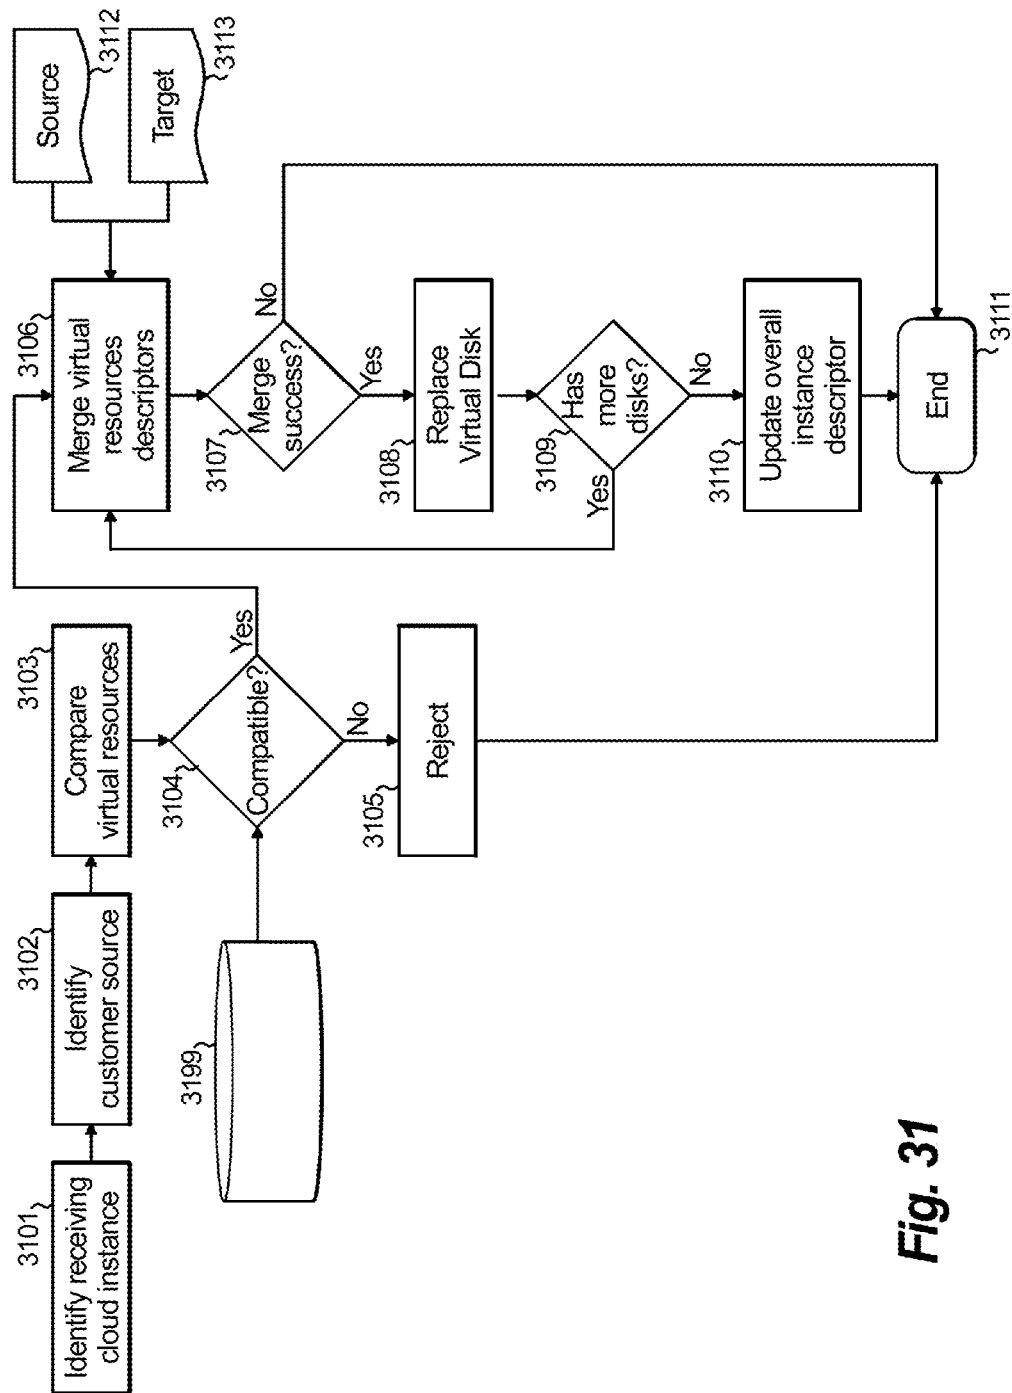 3101
Identify receiving
cloud instance
3102
Identify
customer source
3103
Compare
virtual resources
3199
3104
Compatible?
Yes
No
3105
Reject
3106
Merge virtual
resources
descriptors
Source
3112
Target
3113
3107
Merge
success?
No
Yes
3108
Replace
Virtual Disk
3109
Has
more
disks?
Yes
No
3110
Update overall
instance
descriptor
End
3111
Fig. 31